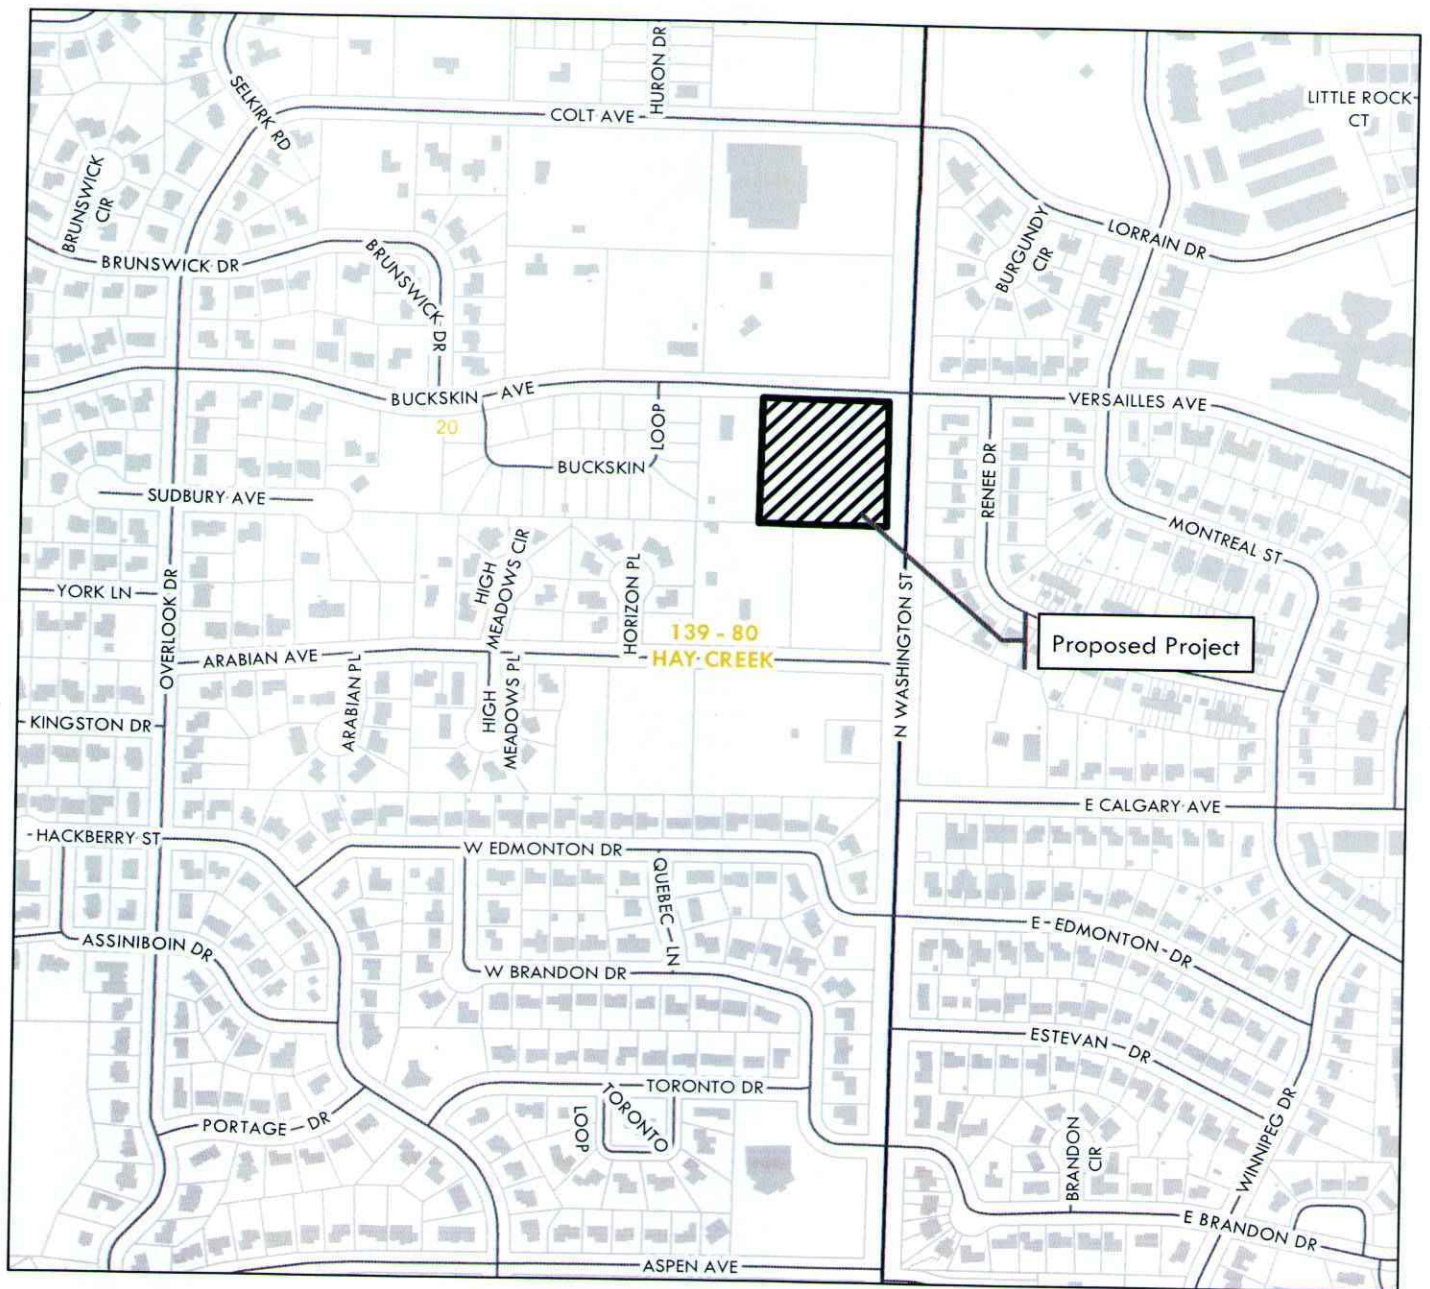 HURON DR
SELKIRK RD
COLT AVE
LITTLE ROCK
CT
BRUNSWICK
CIR
BURGUNDY
CIR
LORRAIN DR
BRUNSWICK DR
BRUNSWICK DR
BUCKSKIN AVE
20
LOOP
BUCKSKIN
VERSAILLES AVE
RENEE DR
SUDBURY AVE
MONTREAL ST
HIGH
MEADOWS CIR
HORIZON PL
YORK LN
OVERLOOK DR
N WASHINGTON ST
139 - 80
HAY CREEK
Proposed Project
ARABIAN AVE
ARABIAN PL
HIGH
MEADOWS PL
KINGSTON DR
E CALGARY AVE
HACKBERRY ST
W EDMONTON DR
QUEBEC LN
E EDMONTON DR
ASSINIBOIN DR
W BRANDON DR
ESTEVAN DR
TORONTO DR
TORONTO
LOOP
PORTAGE DR
BRANDON
CIR
WINNIPEG DR
E BRANDON DR
ASPEN AVE